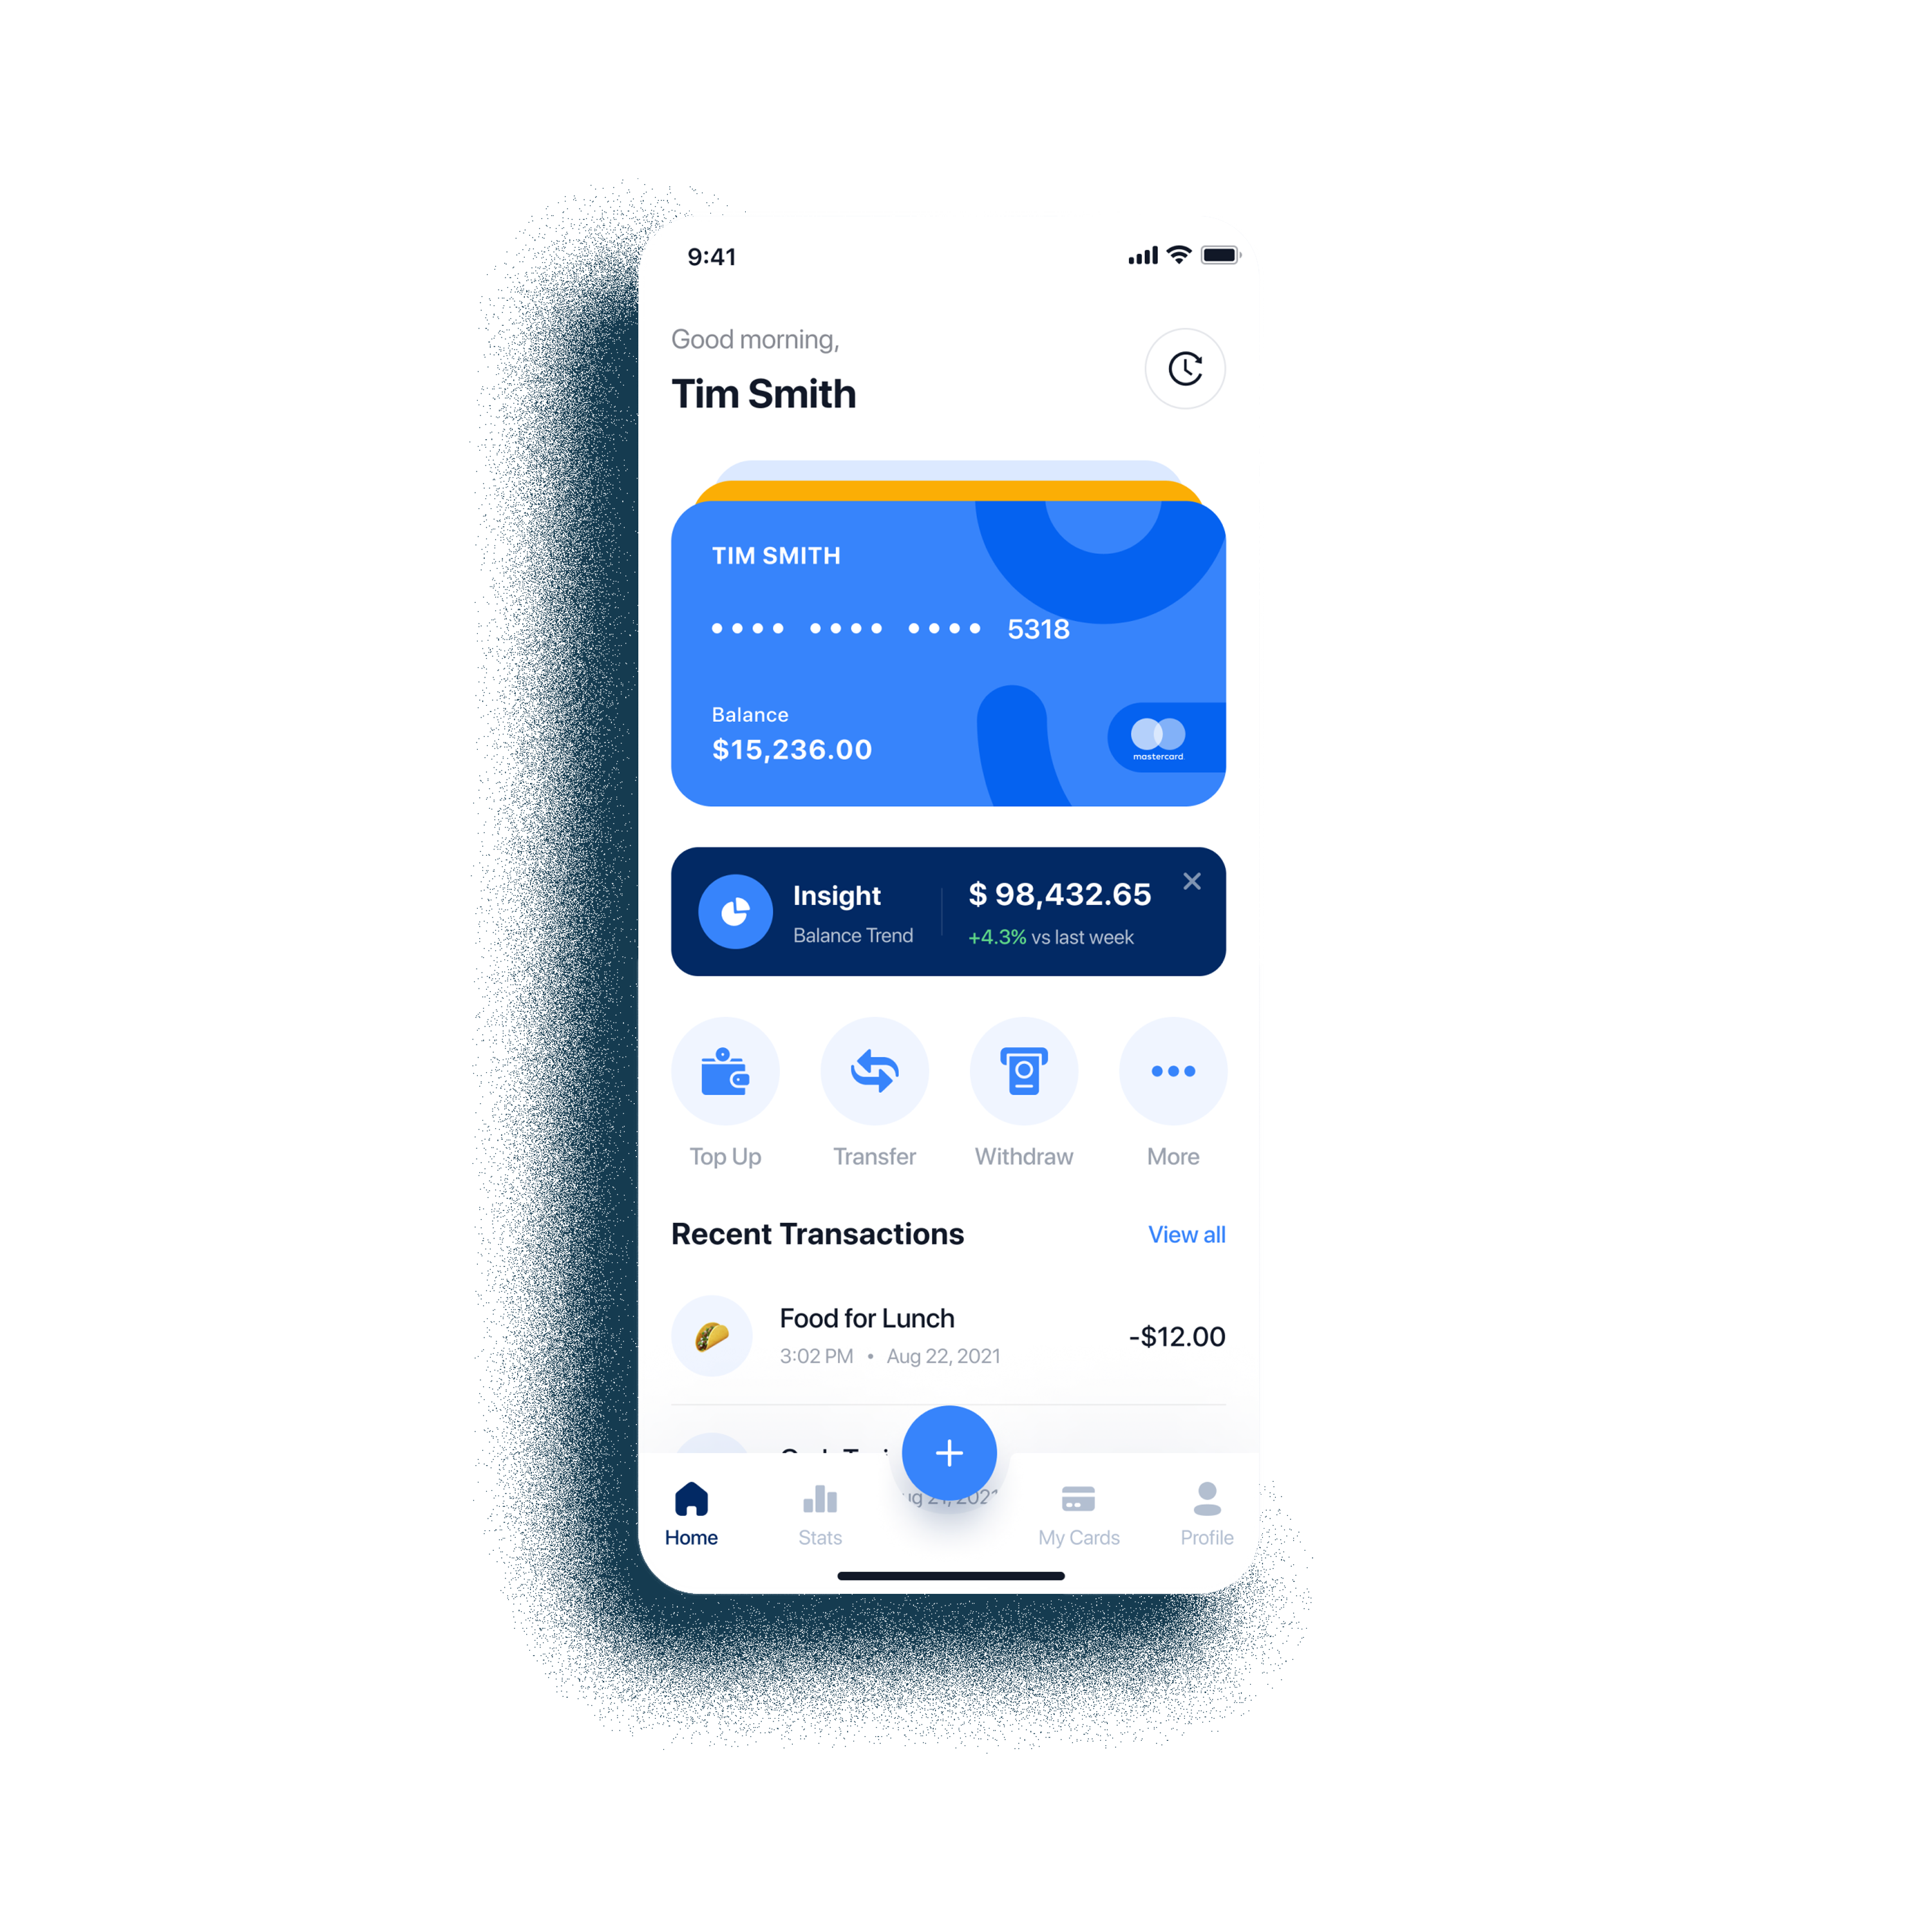 9:41
Good morning,
Tim Smith
TIM SMITH
•••• •••• •••• 5318
Balance
$15,236.00
mastercard
Insight
Balance Trend
$ 98,432.65
+4.3% vs last week
Top Up
Transfer
Withdraw
More
Recent Transactions
View all
Food for Lunch
-$12.00
3:02 PM • Aug 22, 2021
Home
Stats
My Cards
Profile